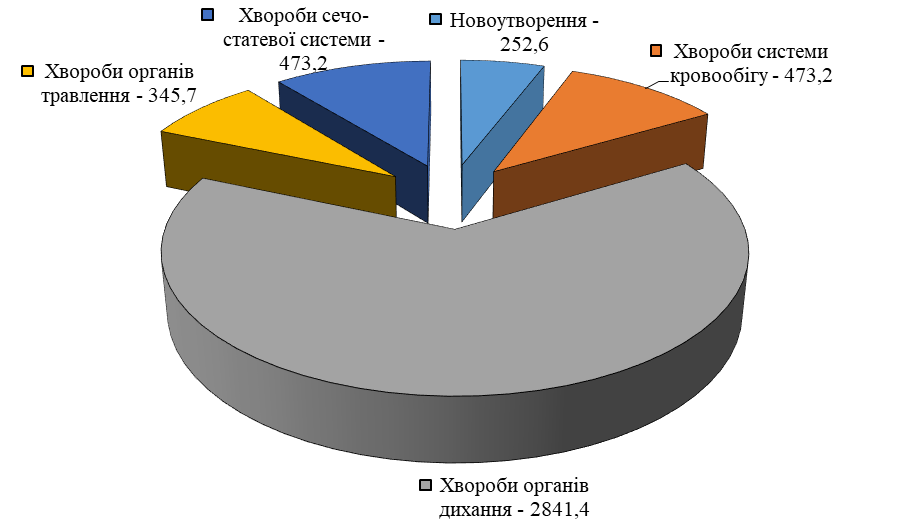 Хвороби сечо-
статевої системи -
473,2
Новоутворення -
252,6
Хвороби системи
кровообігу - 473,2
Хвороби органів
травлення - 345,7
Хвороби органів
дихання - 2841,4